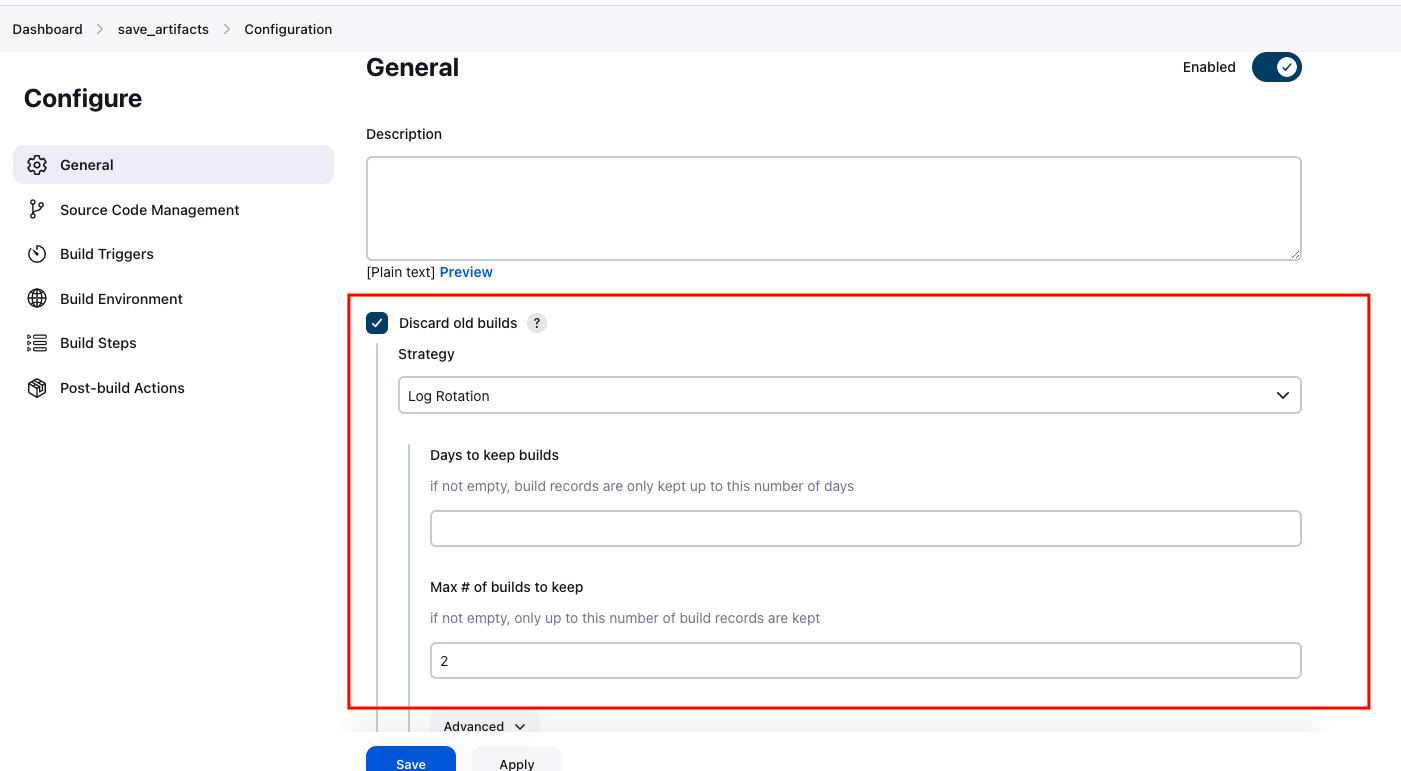 Dashboard > save_artifacts > Configuration
Configure
General
Source Code Management
Build Triggers
Build Environment
Build Steps
Post-build Actions
General
Enabled
Description
[Plain text] Preview
Discard old builds ?
Strategy
Log Rotation
Days to keep builds
if not empty, build records are only kept up to this number of days
Max # of builds to keep
if not empty, only up to this number of build records are kept
2
Advanced
Save Apply